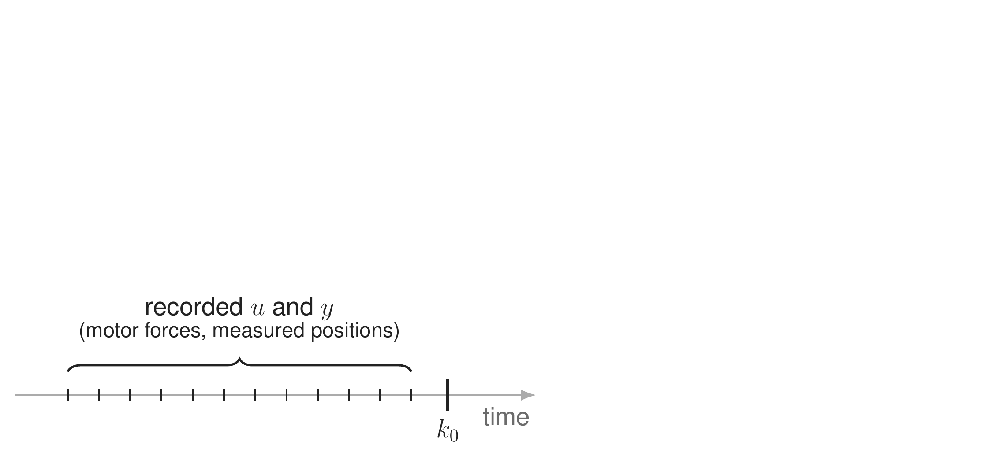 recorded u and y
(motor forces, measured positions)
time
k₀